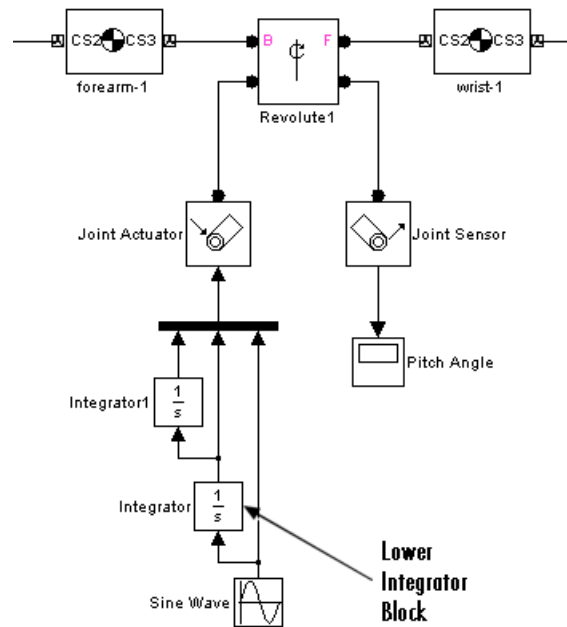 CS2 CS3
B F
CS2 CS3
forearm-1
Revolute1
wrist-1
Joint Actuator
Joint Sensor
Pitch Angle
Integrator1
1
s
Integrator
1
s
Lower
Integrator
Block
Sine Wave